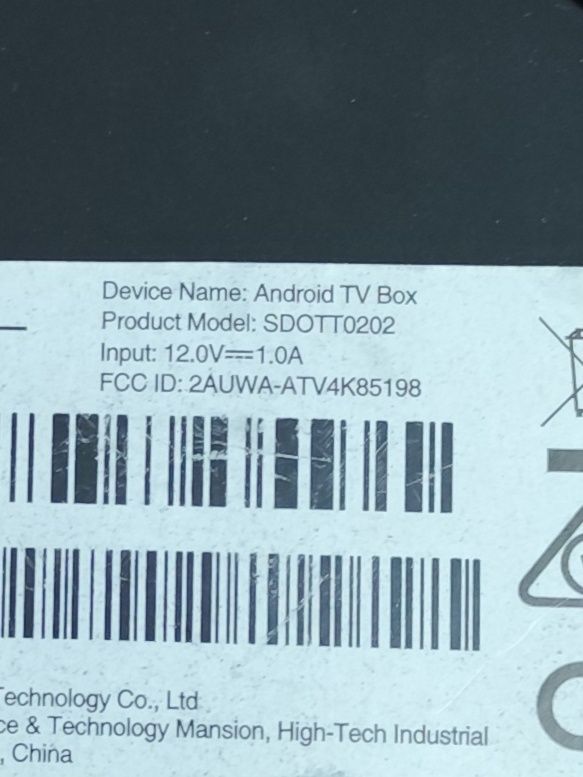 Device Name: Android TV Box
Product Model: SDOTT0202
Input: 12.0V⎓1.0A
FCC ID: 2AUWA-ATV4K85198
Technology Co., Ltd
& Technology Mansion, High-Tech Industrial
, China